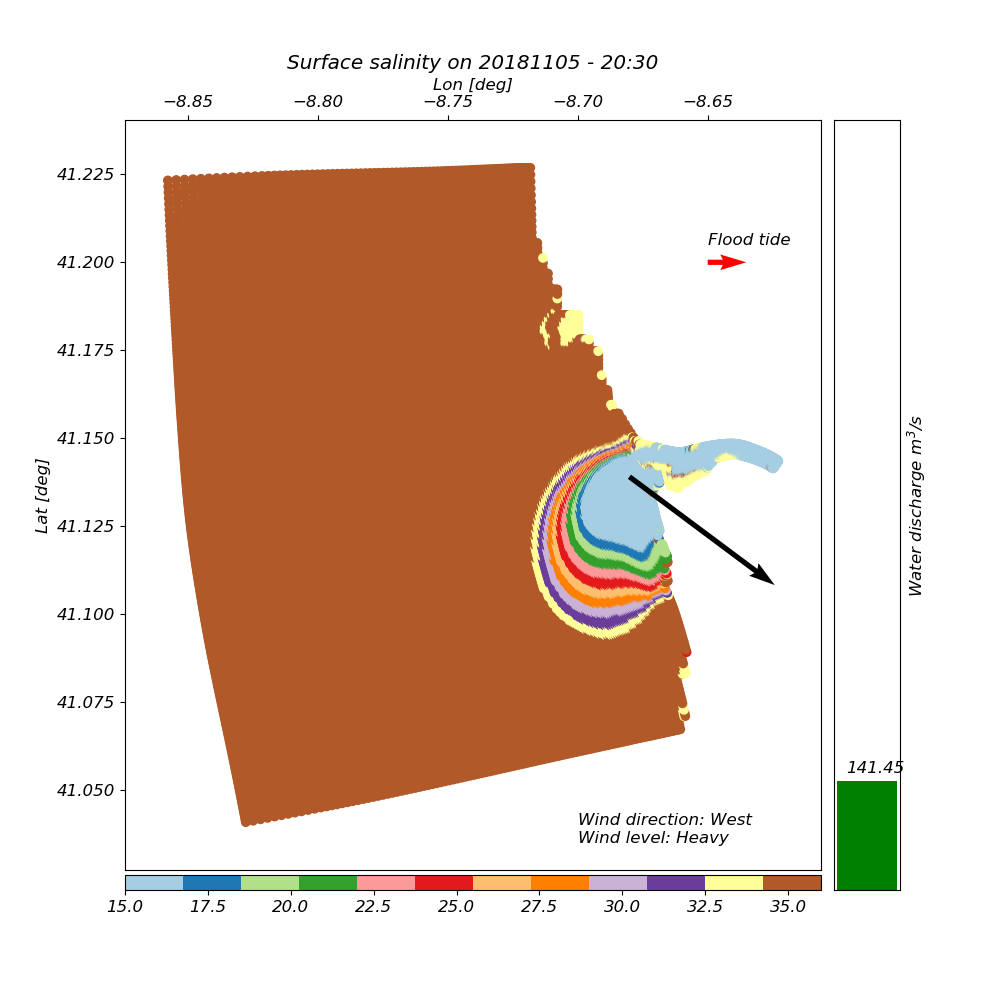 Surface salinity on 20181105 - 20:30
Lon [deg]
−8.85 −8.80 −8.75 −8.70 −8.65
41.225
41.200
41.175
41.150
41.125
41.100
41.075
41.050
Lat [deg]
Flood tide
Wind direction: West
Wind level: Heavy
141.45
Water discharge m³/s
15.0 17.5 20.0 22.5 25.0 27.5 30.0 32.5 35.0